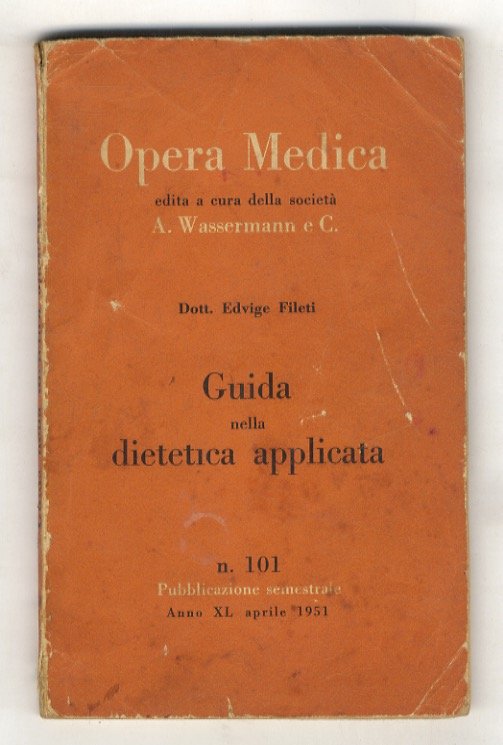 Opera Medica
edita a cura della società
A. Wassermann e C.
Dott. Edvige Fileti
Guida
nella
dietetica applicata
n. 101
Pubblicazione semestrale
Anno XL aprile 1951